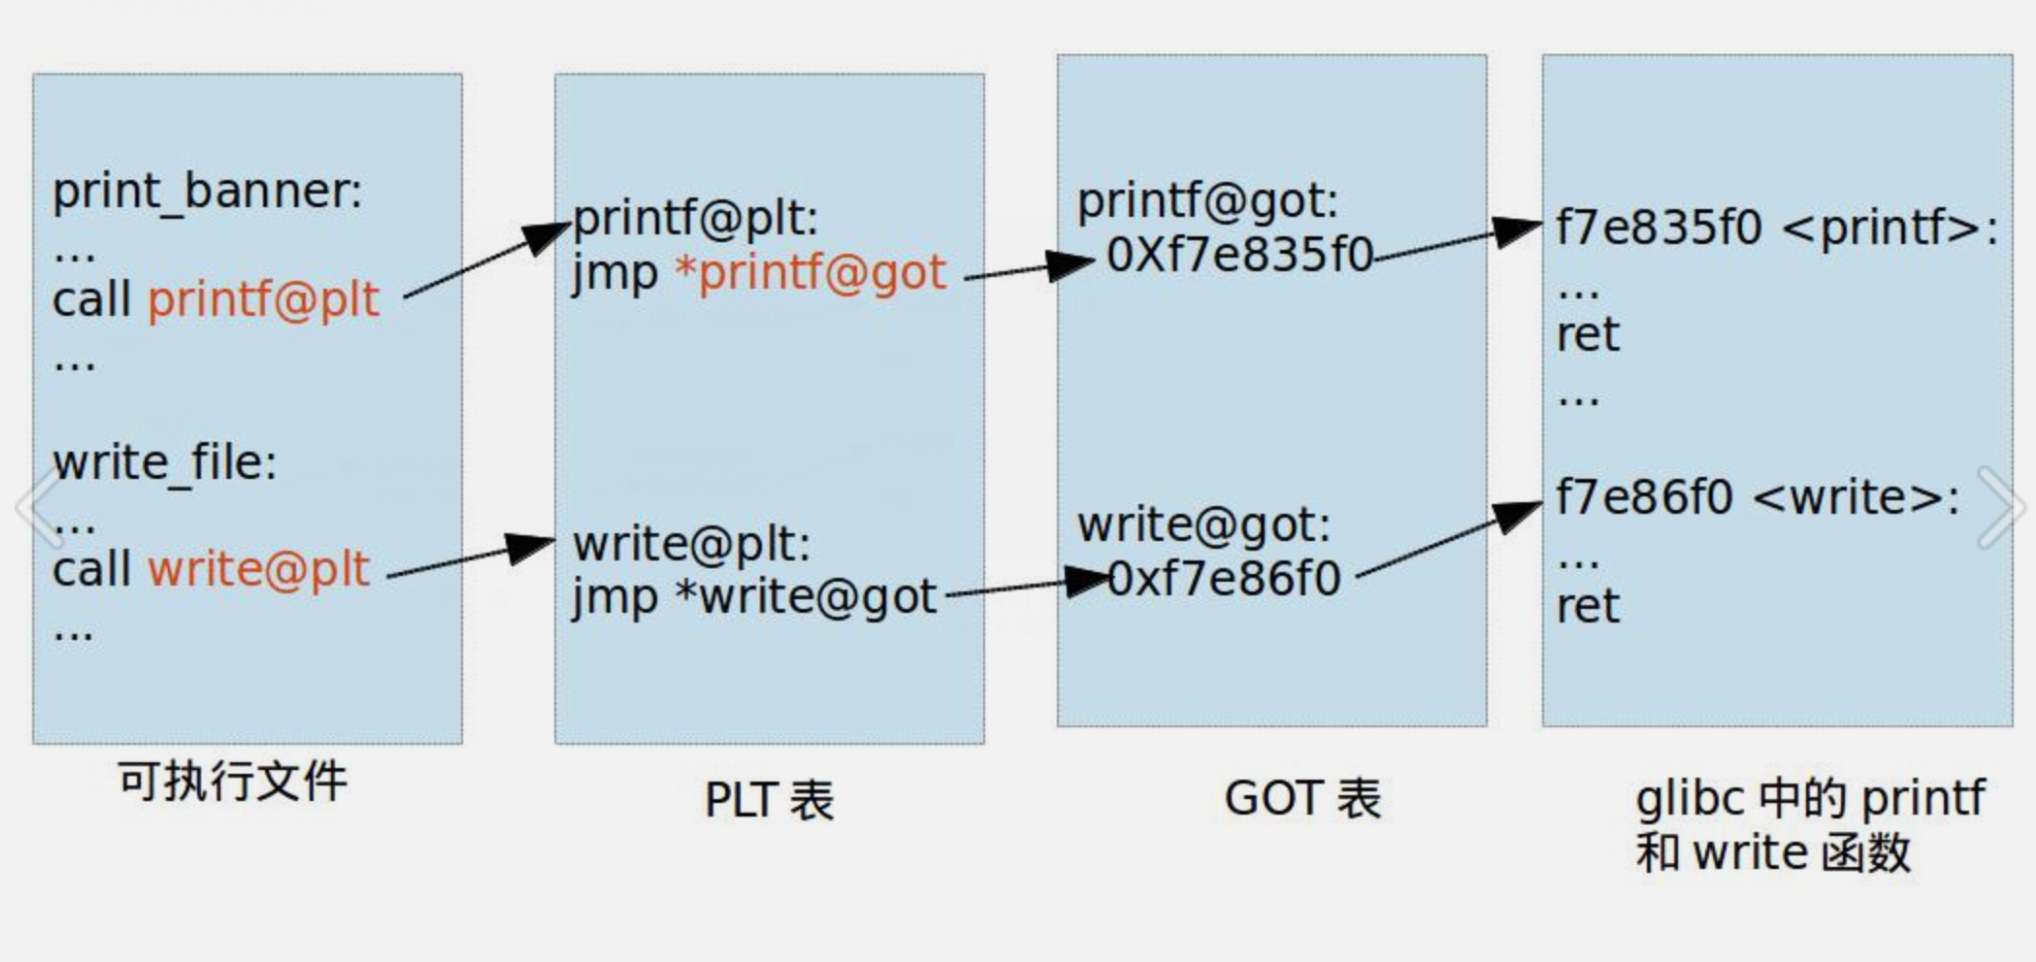 print_banner:
...
call printf@plt
...
write_file:
...
call write@plt
...
可执行文件
printf@plt:
jmp *printf@got
write@plt:
jmp *write@got
PLT 表
printf@got:
0Xf7e835f0
write@got:
0xf7e86f0
GOT 表
f7e835f0 <printf>:
...
ret
...
f7e86f0 <write>:
...
ret
glibc 中的 printf
和 write 函数